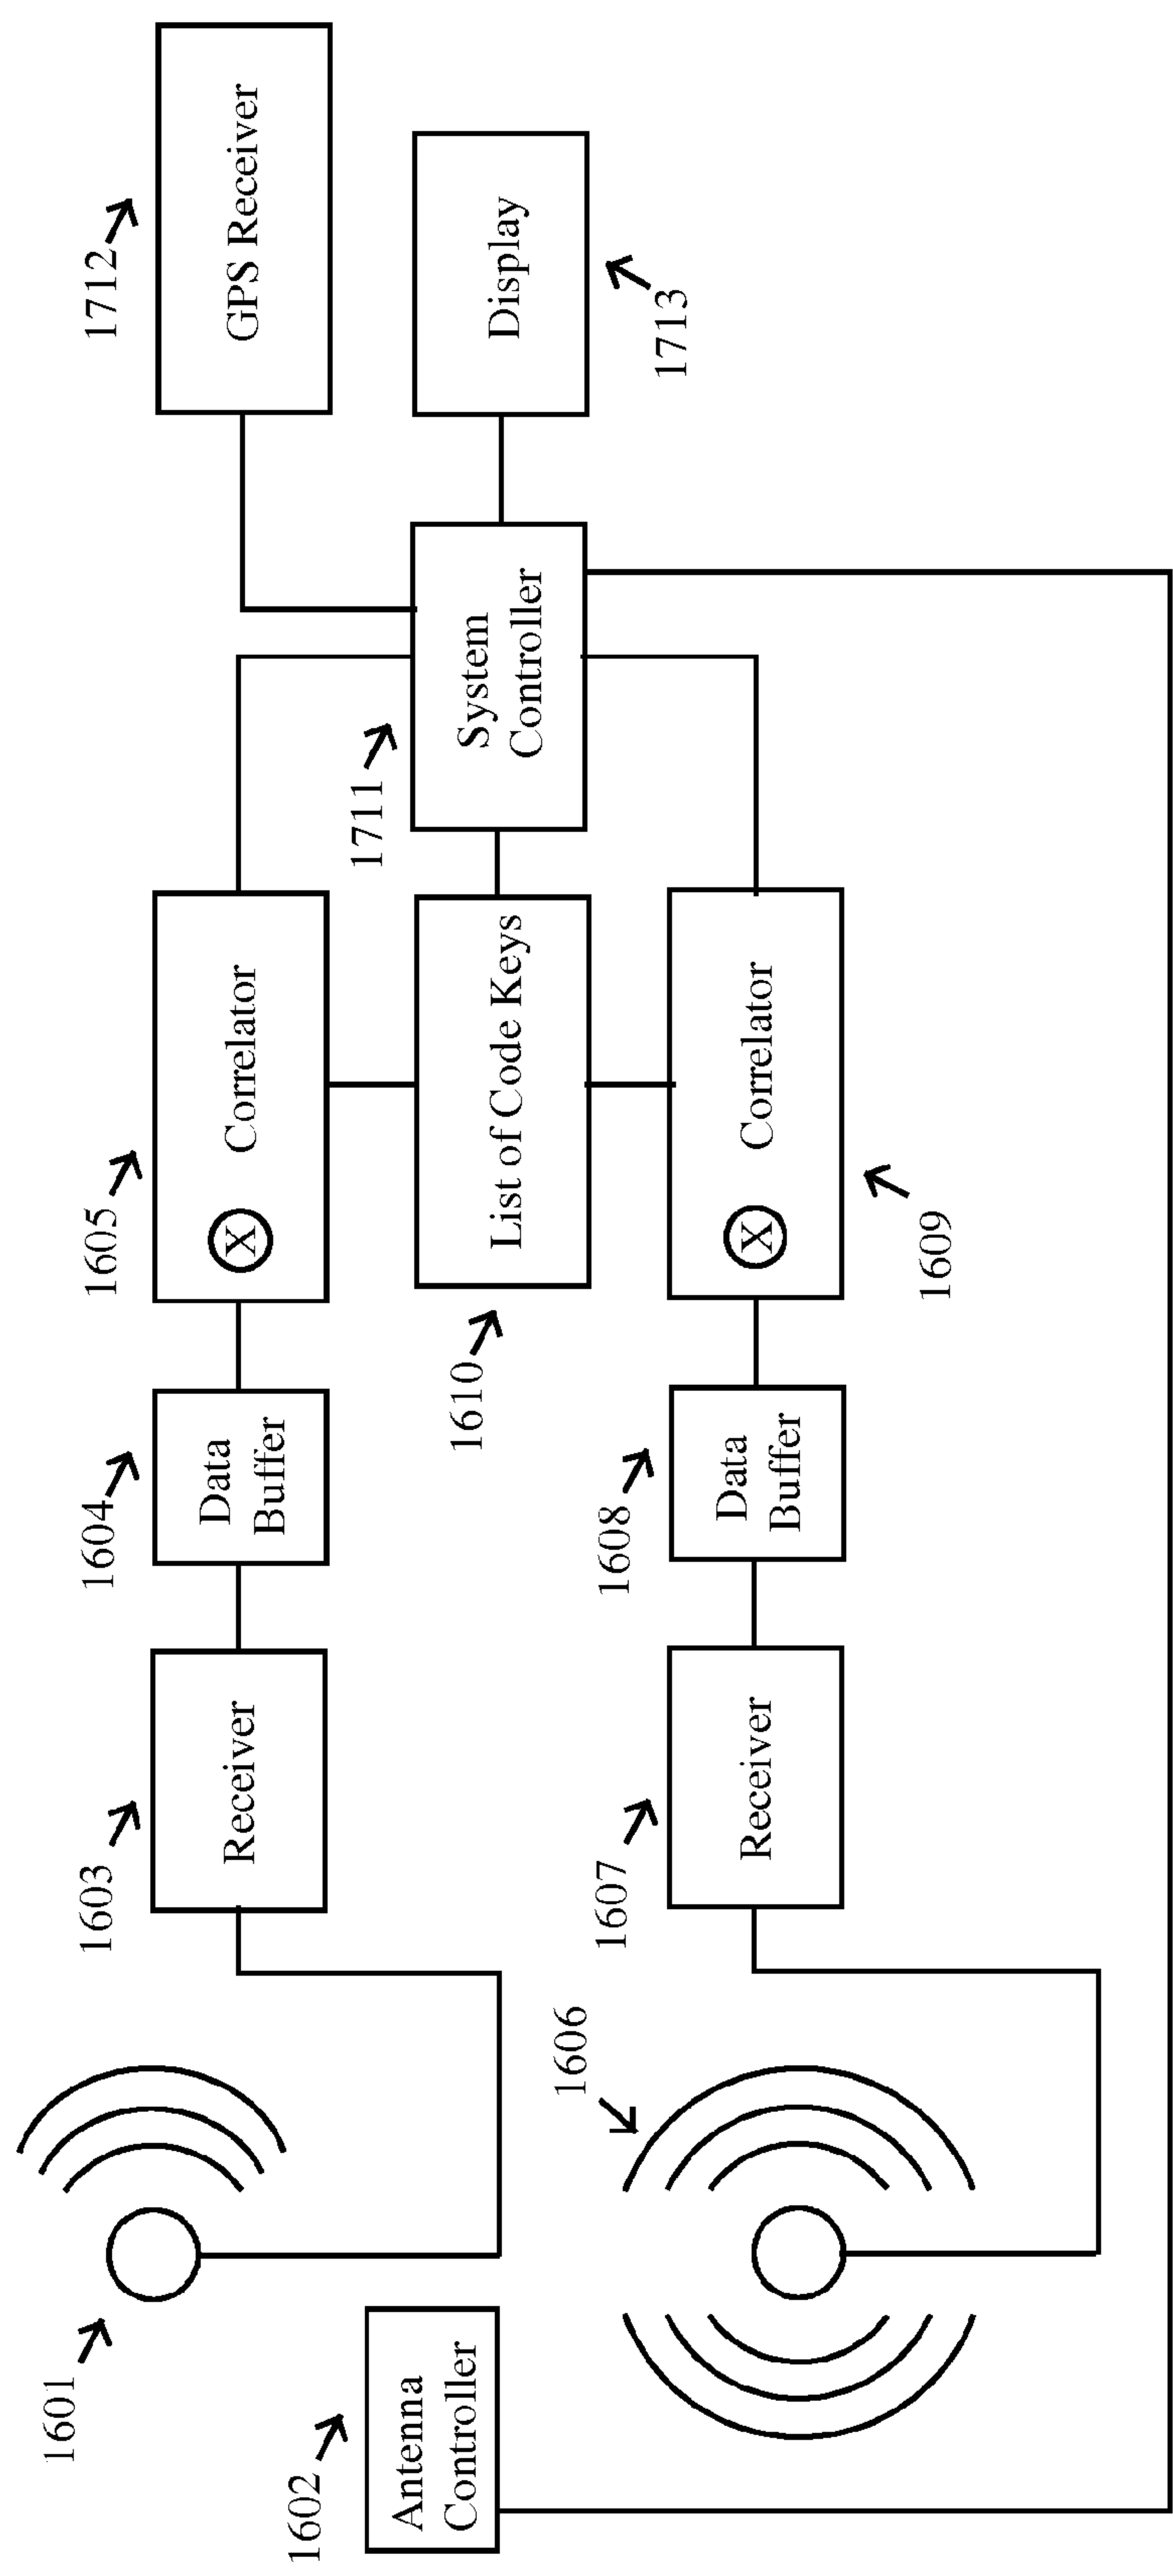 1601
1602
Antenna
Controller
1603
Receiver
1604
Data
Buffer
1605
X
Correlator
1606
1607
Receiver
1608
Data
Buffer
1609
X
Correlator
1610
List of Code Keys
1711
System
Controller
1712
GPS Receiver
1713
Display